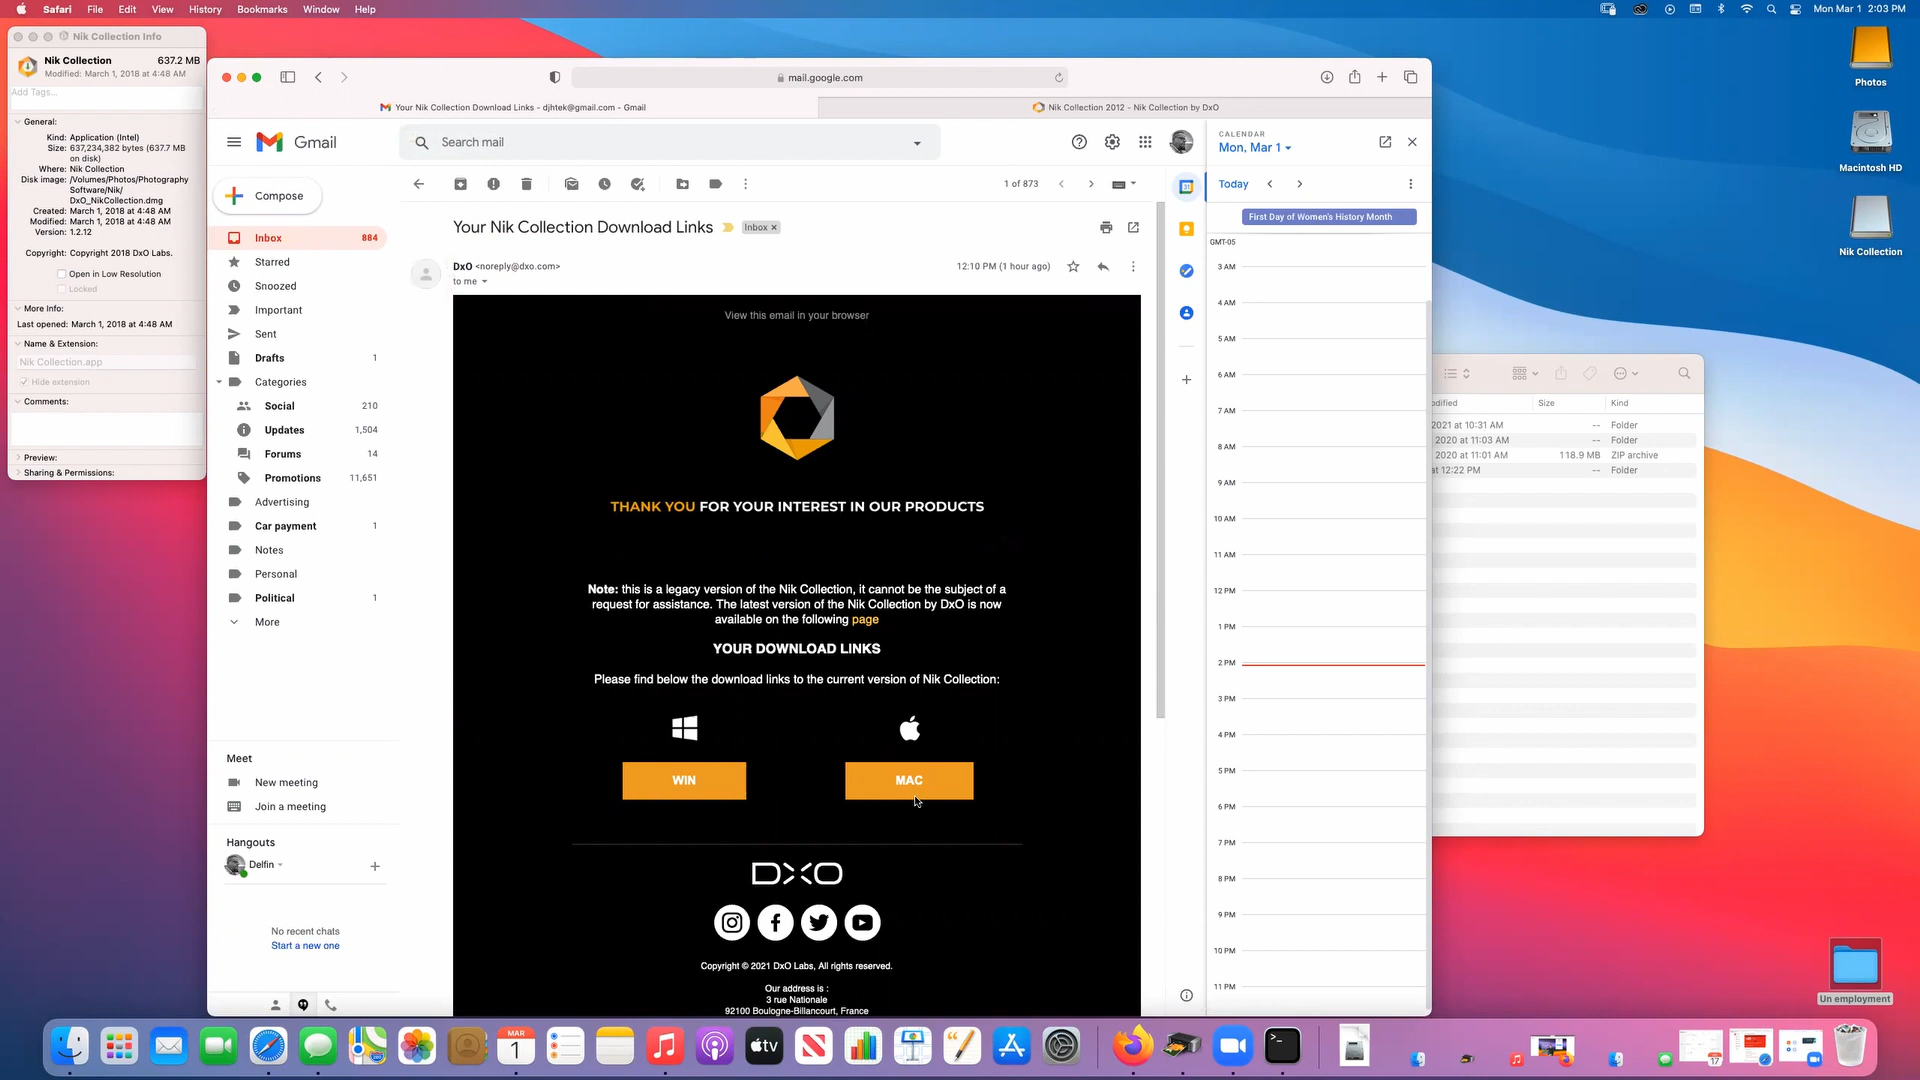 Safari File Edit View History Bookmarks Window Help
Mon Mar 1 2:03 PM
Nik Collection Info
Nik Collection 637.2 MB
Modified: March 1, 2018 at 4:48 AM
Add Tags...
General:
Kind: Application (Intel)
Size: 637,234,382 bytes (637.7 MB
on disk)
Where: Nik Collection
Disk image: /Volumes/Photos/Photography
Software/Nik/
DxO_NikCollection.dmg
Created: March 1, 2018 at 4:48 AM
Modified: March 1, 2018 at 4:48 AM
Version: 1.2.12
Copyright: Copyright 2018 DxO Labs.
Open in Low Resolution
Locked
More Info:
Last opened: March 1, 2018 at 4:48 AM
Name & Extension:
Nik Collection.app
Hide extension
Comments:
Preview:
Sharing & Permissions:
mail.google.com
Your Nik Collection Download Links - djhtek@gmail.com - Gmail
Nik Collection 2012 - Nik Collection by DxO
Gmail
Search mail
Compose
Inbox 884
Starred
Snoozed
Important
Sent
Drafts 1
Categories
Social 210
Updates 1,504
Forums 14
Promotions 11,651
Advertising
Car payment 1
Notes
Personal
Political 1
More
Meet
New meeting
Join a meeting
Hangouts
Delfin
No recent chats
Start a new one
1 of 873
Your Nik Collection Download Links
Inbox ×
DxO <noreply@dxo.com>
12:10 PM (1 hour ago)
to me
View this email in your browser
THANK YOU FOR YOUR INTEREST IN OUR PRODUCTS
Note: this is a legacy version of the Nik Collection, it cannot be the subject of a
request for assistance. The latest version of the Nik Collection by DxO is now
available on the following page
YOUR DOWNLOAD LINKS
Please find below the download links to the current version of Nik Collection:
WIN
MAC
DXO
Copyright © 2021 DxO Labs, All rights reserved.
Our address is :
3 rue Nationale
92100 Boulogne-Billancourt, France
CALENDAR
Mon, Mar 1
Today
First Day of Women's History Month
GMT-05
3 AM
4 AM
5 AM
6 AM
7 AM
8 AM
9 AM
10 AM
11 AM
12 PM
1 PM
2 PM
3 PM
4 PM
5 PM
6 PM
7 PM
8 PM
9 PM
10 PM
11 PM
31
odified Size Kind
2021 at 10:31 AM -- Folder
2020 at 11:03 AM -- Folder
2020 at 11:01 AM 118.9 MB ZIP archive
at 12:22 PM -- Folder
Photos
Macintosh HD
Nik Collection
Un employment
MAR
1
tv
17